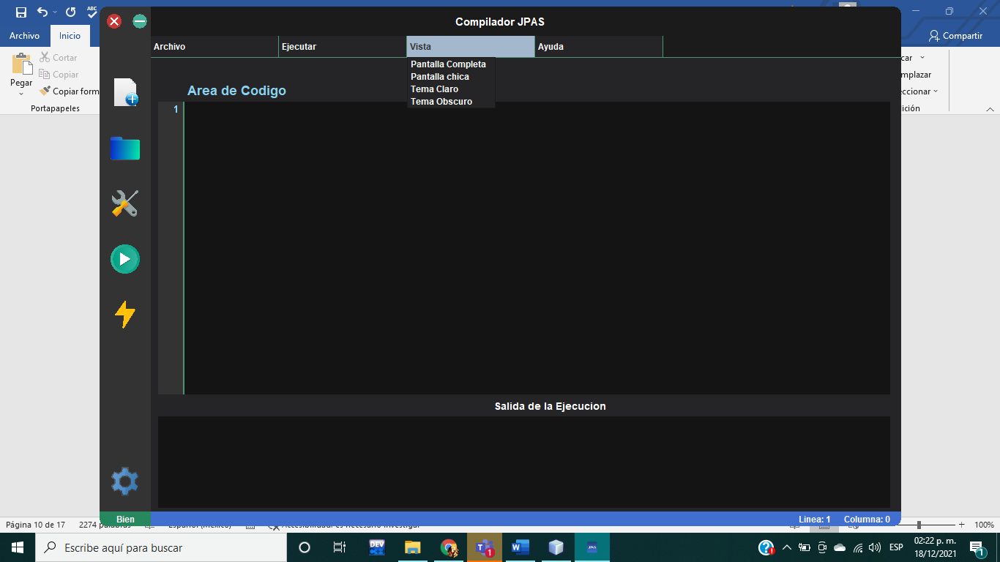 ABC
Compilador JPAS
Archivo
Inicio
Compartir
Archivo
Ejecutar
Vista
Ayuda
Pegar
Cortar
Copiar
Copiar form
Portapapeles
Pantalla Completa
Pantalla chica
Tema Claro
Tema Obscuro
car
mplazar
eccionar
ición
Area de Codigo
1
Salida de la Ejecucion
Bien
Linea: 1
Columna: 0
Página 10 de 17
2274 palabras
Español (México)
Accesibilidad: es necesario investigar
100%
Escribe aquí para buscar
DEV
1
ESP
02:22 p. m.
18/12/2021
1